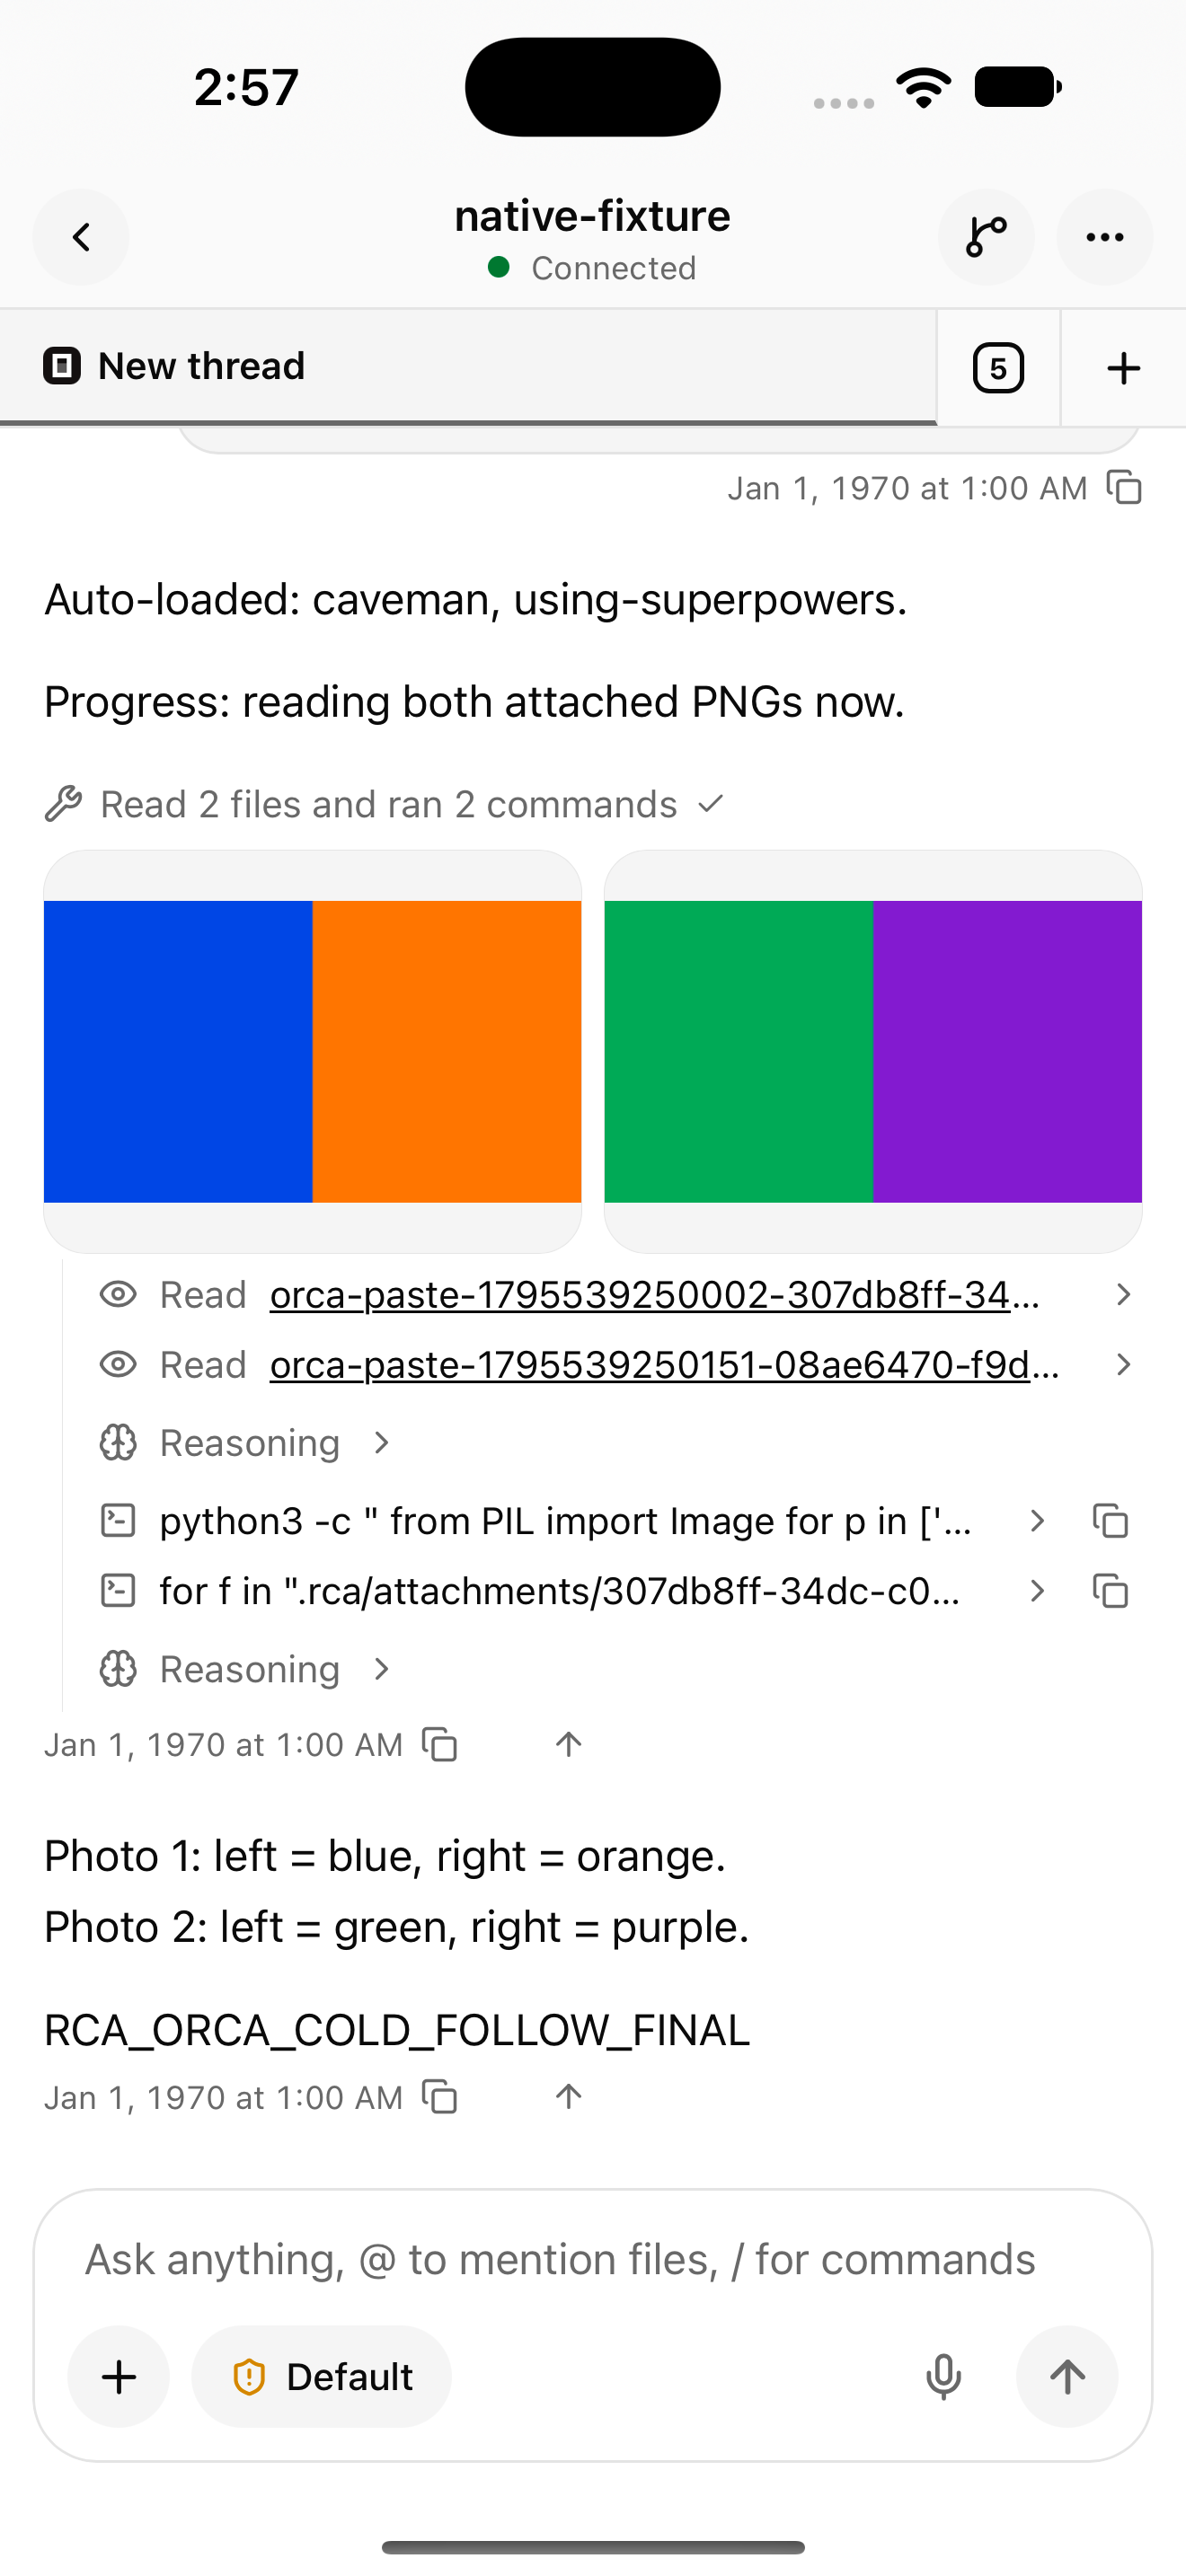 2:57
native-fixture
Connected
New thread
5
Jan 1, 1970 at 1:00 AM
Auto-loaded: caveman, using-superpowers.
Progress: reading both attached PNGs now.
Read 2 files and ran 2 commands
Read orca-paste-1795539250002-307db8ff-34...
Read orca-paste-1795539250151-08ae6470-f9d...
Reasoning
python3 -c " from PIL import Image for p in ['...
for f in ".rca/attachments/307db8ff-34dc-c0...
Reasoning
Jan 1, 1970 at 1:00 AM
Photo 1: left = blue, right = orange.
Photo 2: left = green, right = purple.
RCA_ORCA_COLD_FOLLOW_FINAL
Jan 1, 1970 at 1:00 AM
Ask anything, @ to mention files, / for commands
Default